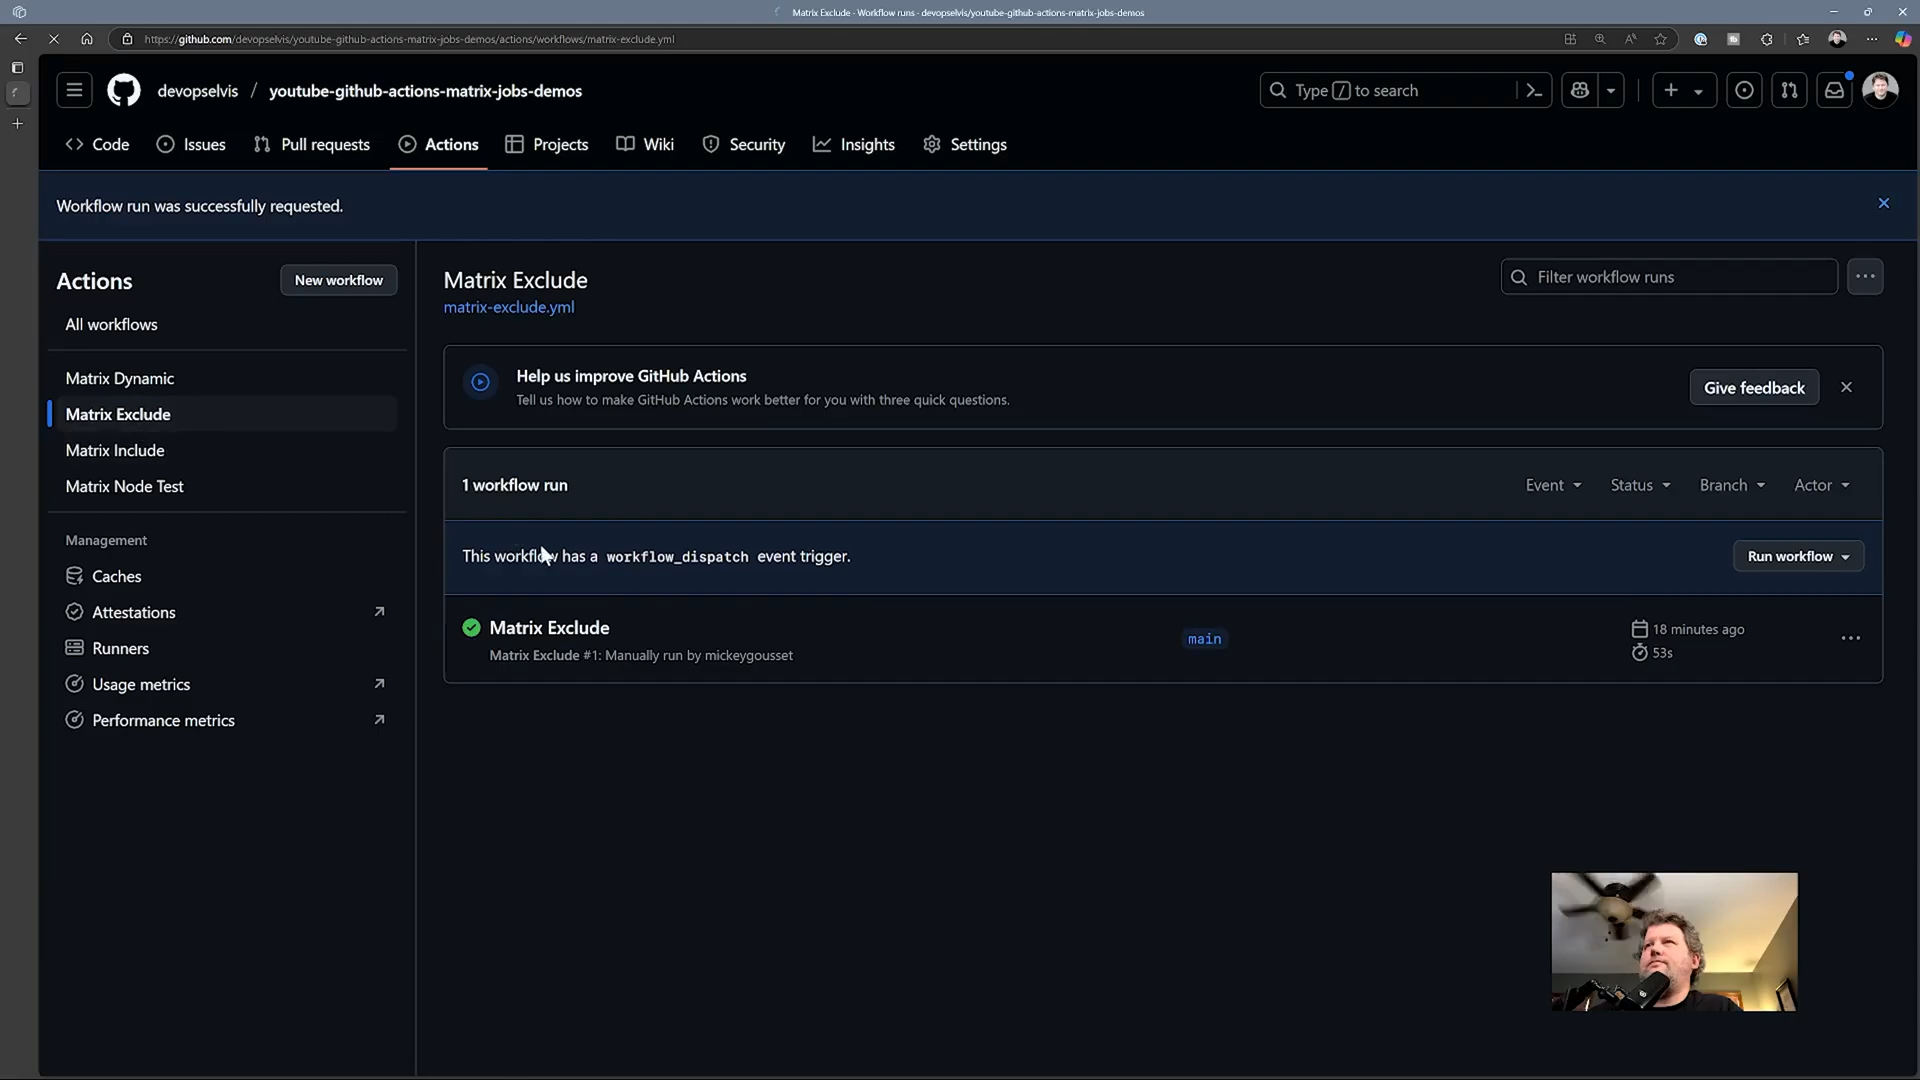 Matrix Exclude - Workflow runs - devopselvis/youtube-github-actions-matrix-jobs-demos
https://github.com/devopselvis/youtube-github-actions-matrix-jobs-demos/actions/workflows/matrix-exclude.yml
devopselvis / youtube-github-actions-matrix-jobs-demos
Type / to search
Code Issues Pull requests Actions Projects Wiki Security Insights Settings
Workflow run was successfully requested.
Actions
New workflow
All workflows
Matrix Dynamic
Matrix Exclude
Matrix Include
Matrix Node Test
Management
Caches
Attestations
Runners
Usage metrics
Performance metrics
Matrix Exclude
matrix-exclude.yml
Filter workflow runs
Help us improve GitHub Actions
Tell us how to make GitHub Actions work better for you with three quick questions.
Give feedback
1 workflow run
Event Status Branch Actor
This workflow has a workflow_dispatch event trigger.
Run workflow
Matrix Exclude
Matrix Exclude #1: Manually run by mickeygousset
main
18 minutes ago
53s